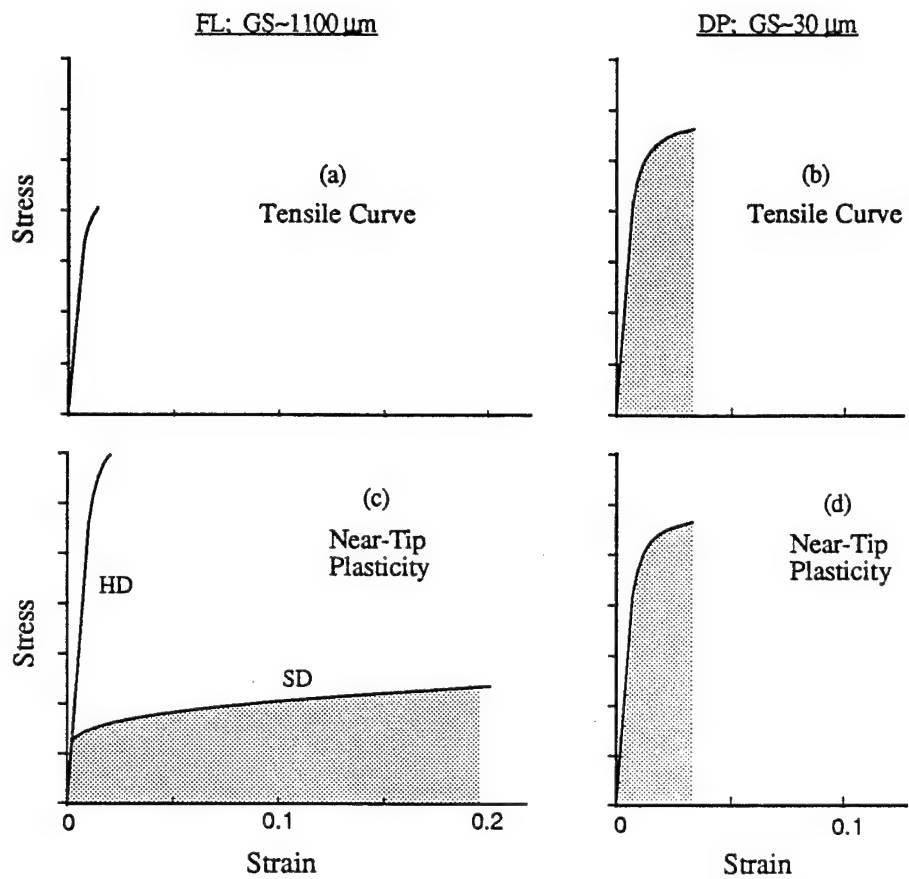 FL; GS~1100 μm
DP; GS~30 μm
Stress
(a)
Tensile Curve
(b)
Tensile Curve
Stress
HD
SD
(c)
Near-Tip
Plasticity
(d)
Near-Tip
Plasticity
0
0.1
0.2
Strain
0
0.1
Strain